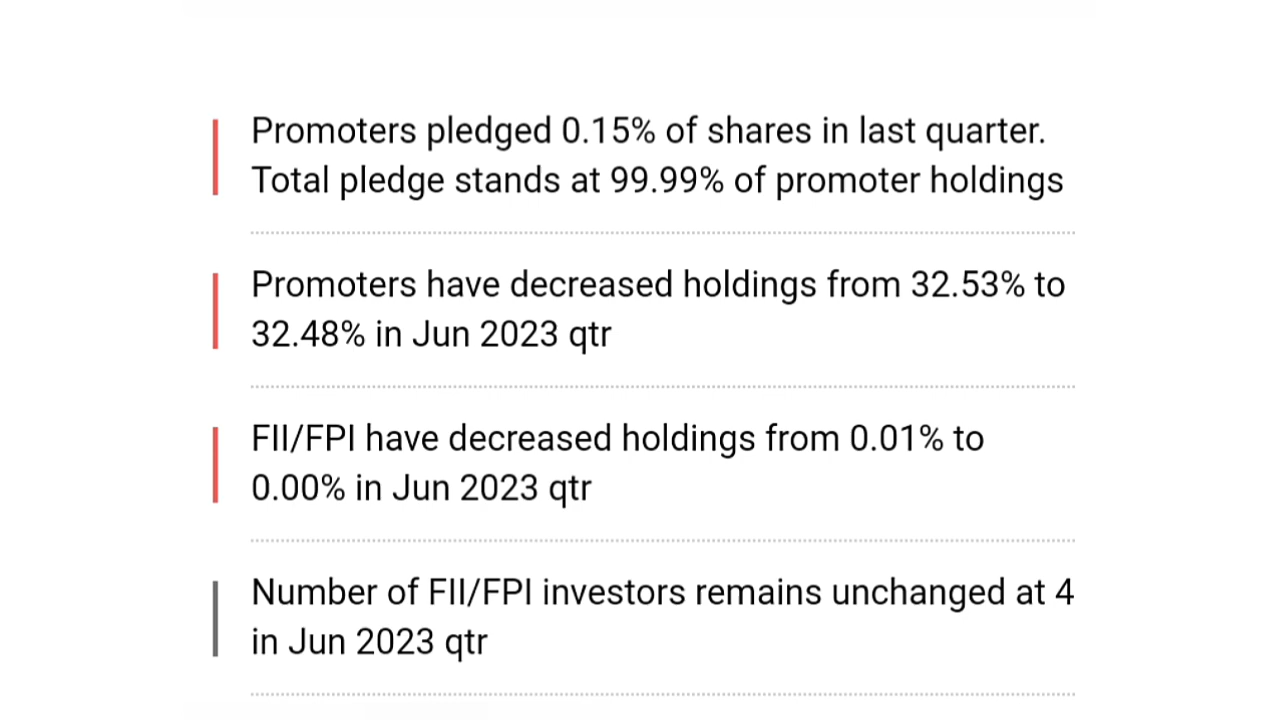 Promoters pledged 0.15% of shares in last quarter.
Total pledge stands at 99.99% of promoter holdings
Promoters have decreased holdings from 32.53% to
32.48% in Jun 2023 qtr
FII/FPI have decreased holdings from 0.01% to
0.00% in Jun 2023 qtr
Number of FII/FPI investors remains unchanged at 4
in Jun 2023 qtr